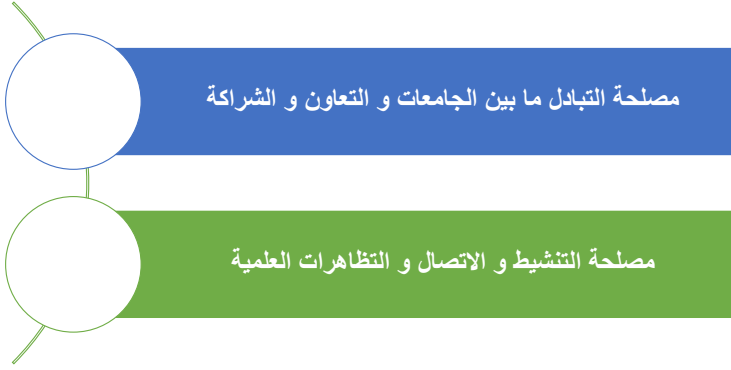 مصلحة التبادل ما بين الجامعات و التعاون و الشراكة
مصلحة التنشيط و الاتصال و التظاهرات العلمية